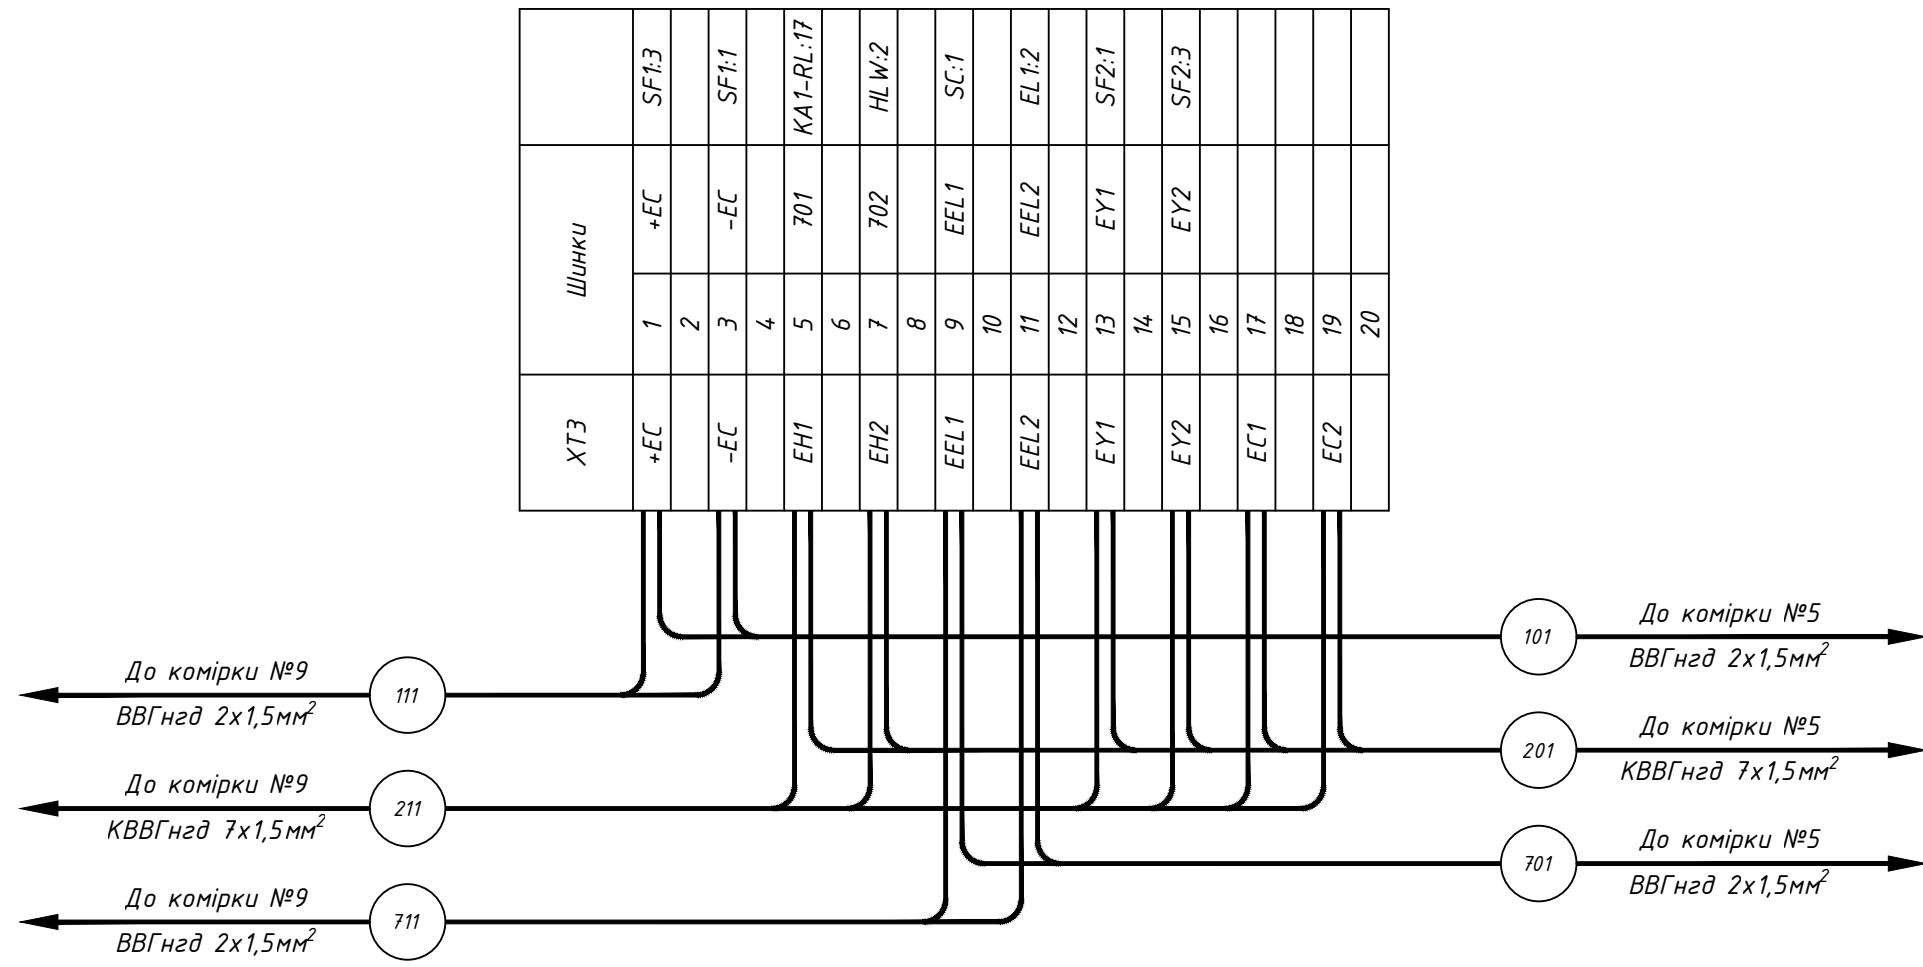 SF1:3
SF1:1
KA1-RL:17
HLW:2
SC:1
EL1:2
SF2:1
SF2:3
Шинки
+EC
-EC
701
702
EEL1
EEL2
EY1
EY2
1
2
3
4
5
6
7
8
9
10
11
12
13
14
15
16
17
18
19
20
XT3
+EC
-EC
EH1
EH2
EEL1
EEL2
EY1
EY2
EC1
EC2
101
До комірки №5
ВВГнгд 2х1,5мм²
До комірки №9
111
ВВГнгд 2х1,5мм²
201
До комірки №5
КВВГнгд 7х1,5мм²
До комірки №9
211
КВВГнгд 7х1,5мм²
701
До комірки №5
ВВГнгд 2х1,5мм²
До комірки №9
711
ВВГнгд 2х1,5мм²